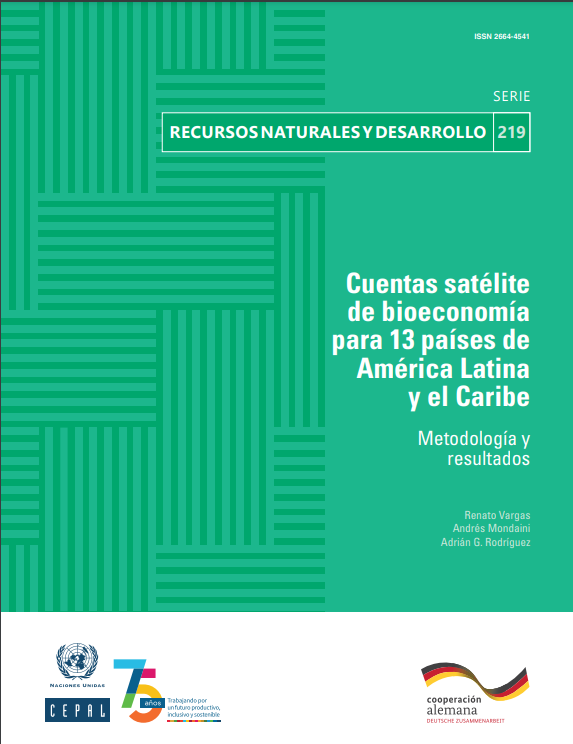 ISSN 2664-4541
SERIE
RECURSOS NATURALES Y DESARROLLO 219
Cuentas satélite
de bioeconomía
para 13 países de
América Latina
y el Caribe
Metodología y
resultados
Renato Vargas
Andrés Mondaini
Adrián G. Rodríguez
NACIONES UNIDAS
CEPAL
75 años
Trabajando por
un futuro productivo,
inclusivo y sostenible
cooperación
alemana
DEUTSCHE ZUSAMMENARBEIT